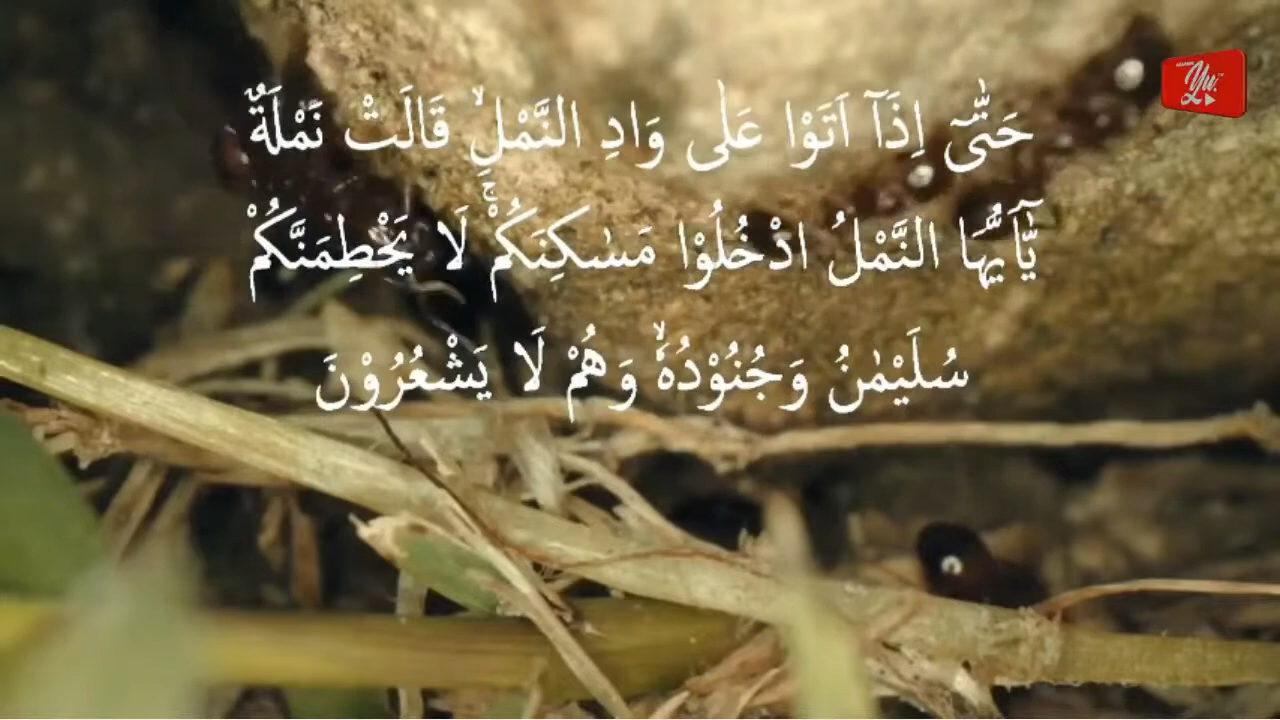 حَتّٰىٓ اِذَآ اَتَوْا عَلٰى وَادِ النَّمْلِۙ قَالَتْ نَمْلَةٌ
يّٰٓاَيُّهَا النَّمْلُ ادْخُلُوْا مَسٰكِنَكُمْۚ لَا يَحْطِمَنَّكُمْ
سُلَيْمٰنُ وَجُنُوْدُهٗۙ وَهُمْ لَا يَشْعُرُوْنَ